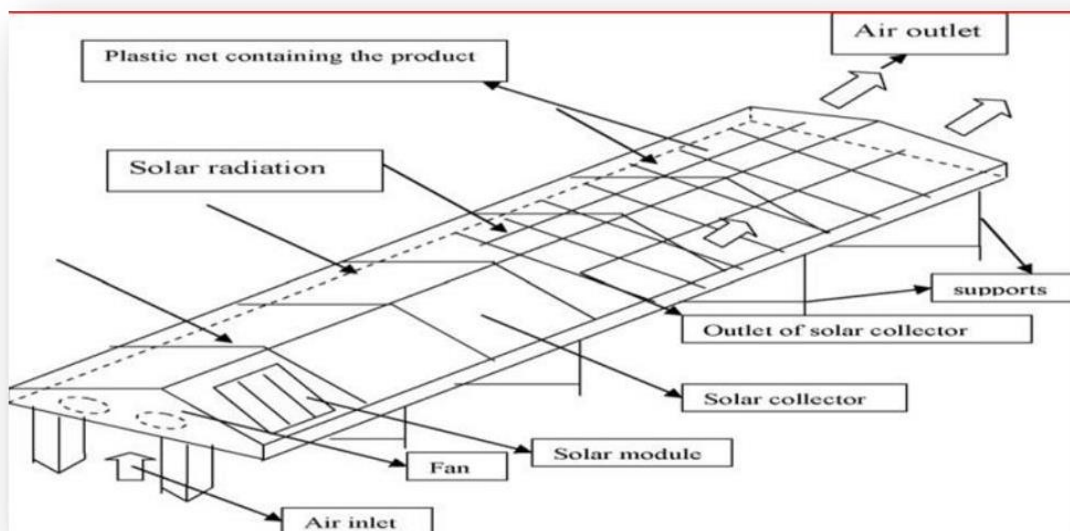 Air outlet
Plastic net containing the product
Solar radiation
supports
Outlet of solar collector
Solar collector
Solar module
Fan
Air inlet